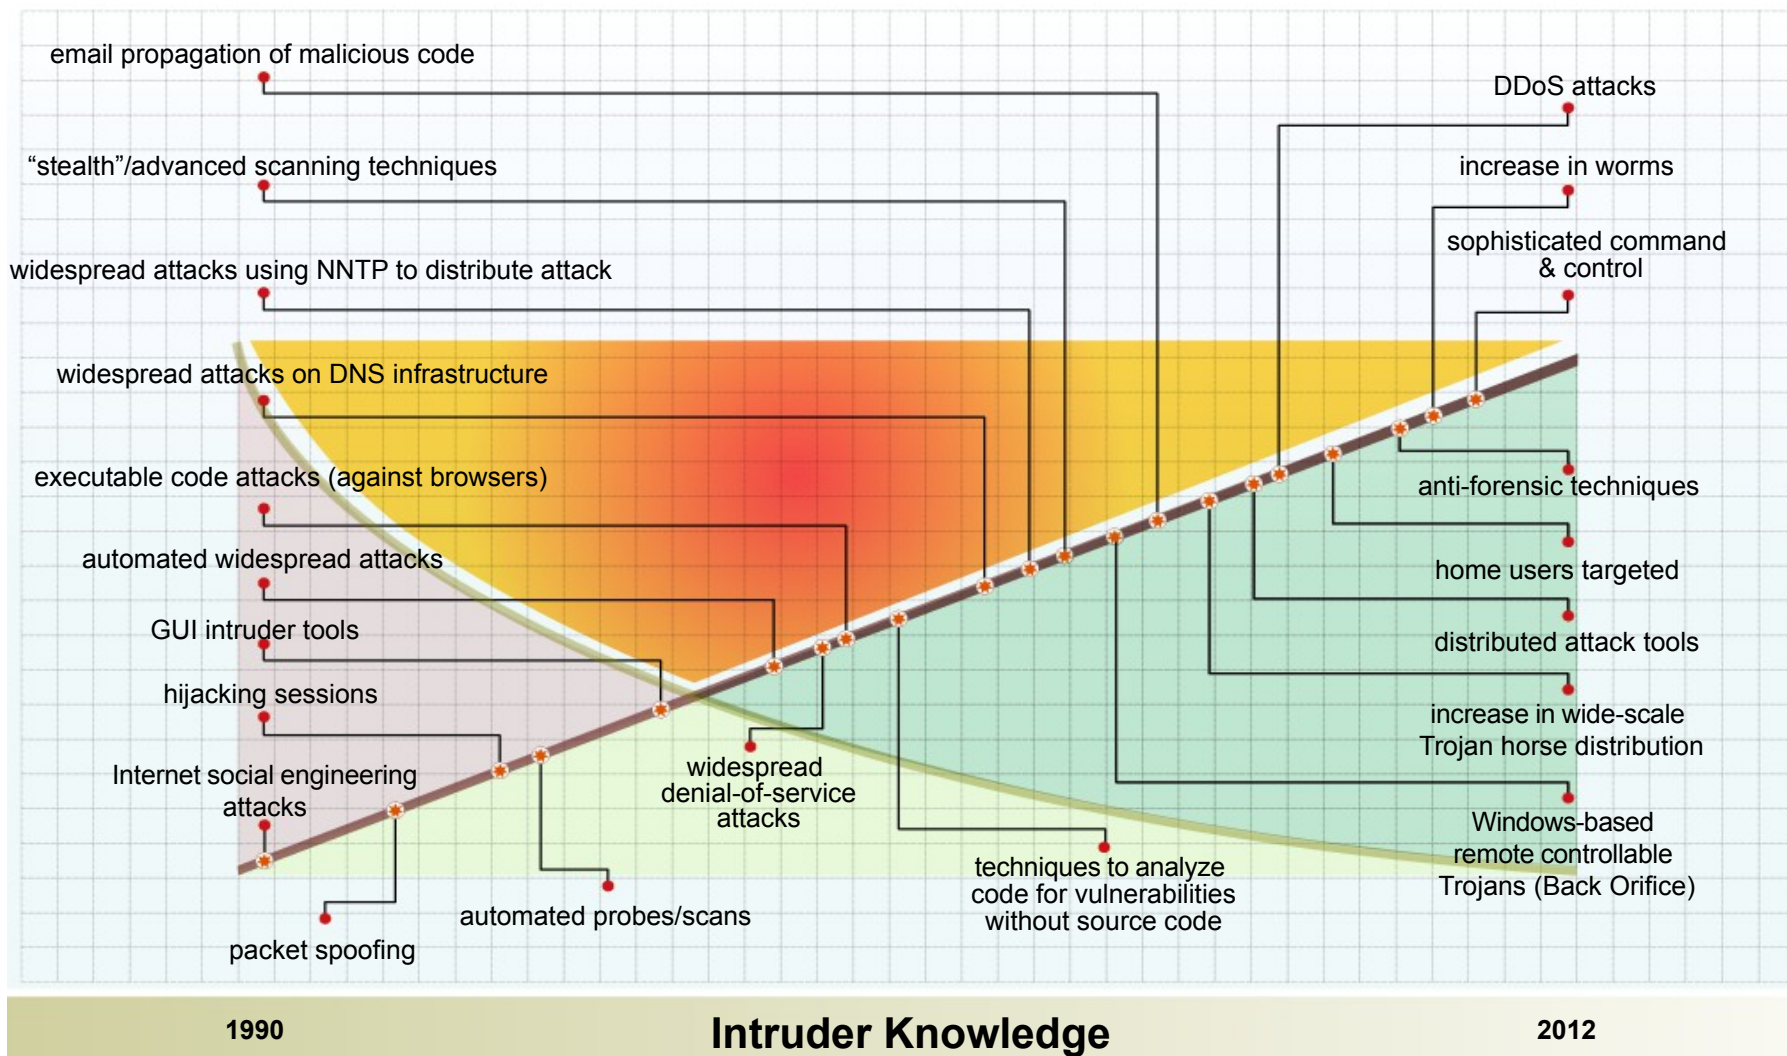 email propagation of malicious code
“stealth”/advanced scanning techniques
widespread attacks using NNTP to distribute attack
widespread attacks on DNS infrastructure
executable code attacks (against browsers)
automated widespread attacks
GUI intruder tools
hijacking sessions
Internet social engineering
attacks
packet spoofing
automated probes/scans
widespread
denial-of-service
attacks
techniques to analyze
code for vulnerabilities
without source code
DDoS attacks
increase in worms
sophisticated command
& control
anti-forensic techniques
home users targeted
distributed attack tools
increase in wide-scale
Trojan horse distribution
Windows-based
remote controllable
Trojans (Back Orifice)
1990
Intruder Knowledge
2012